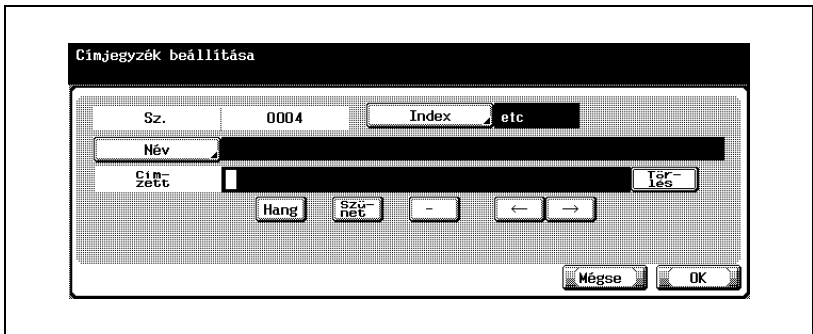 Címjegyzék beállítása
Sz. 0004 Index etc
Név
Cím-
zett
Tör-
lés
Hang Szü-
net - ← →
Mégse OK